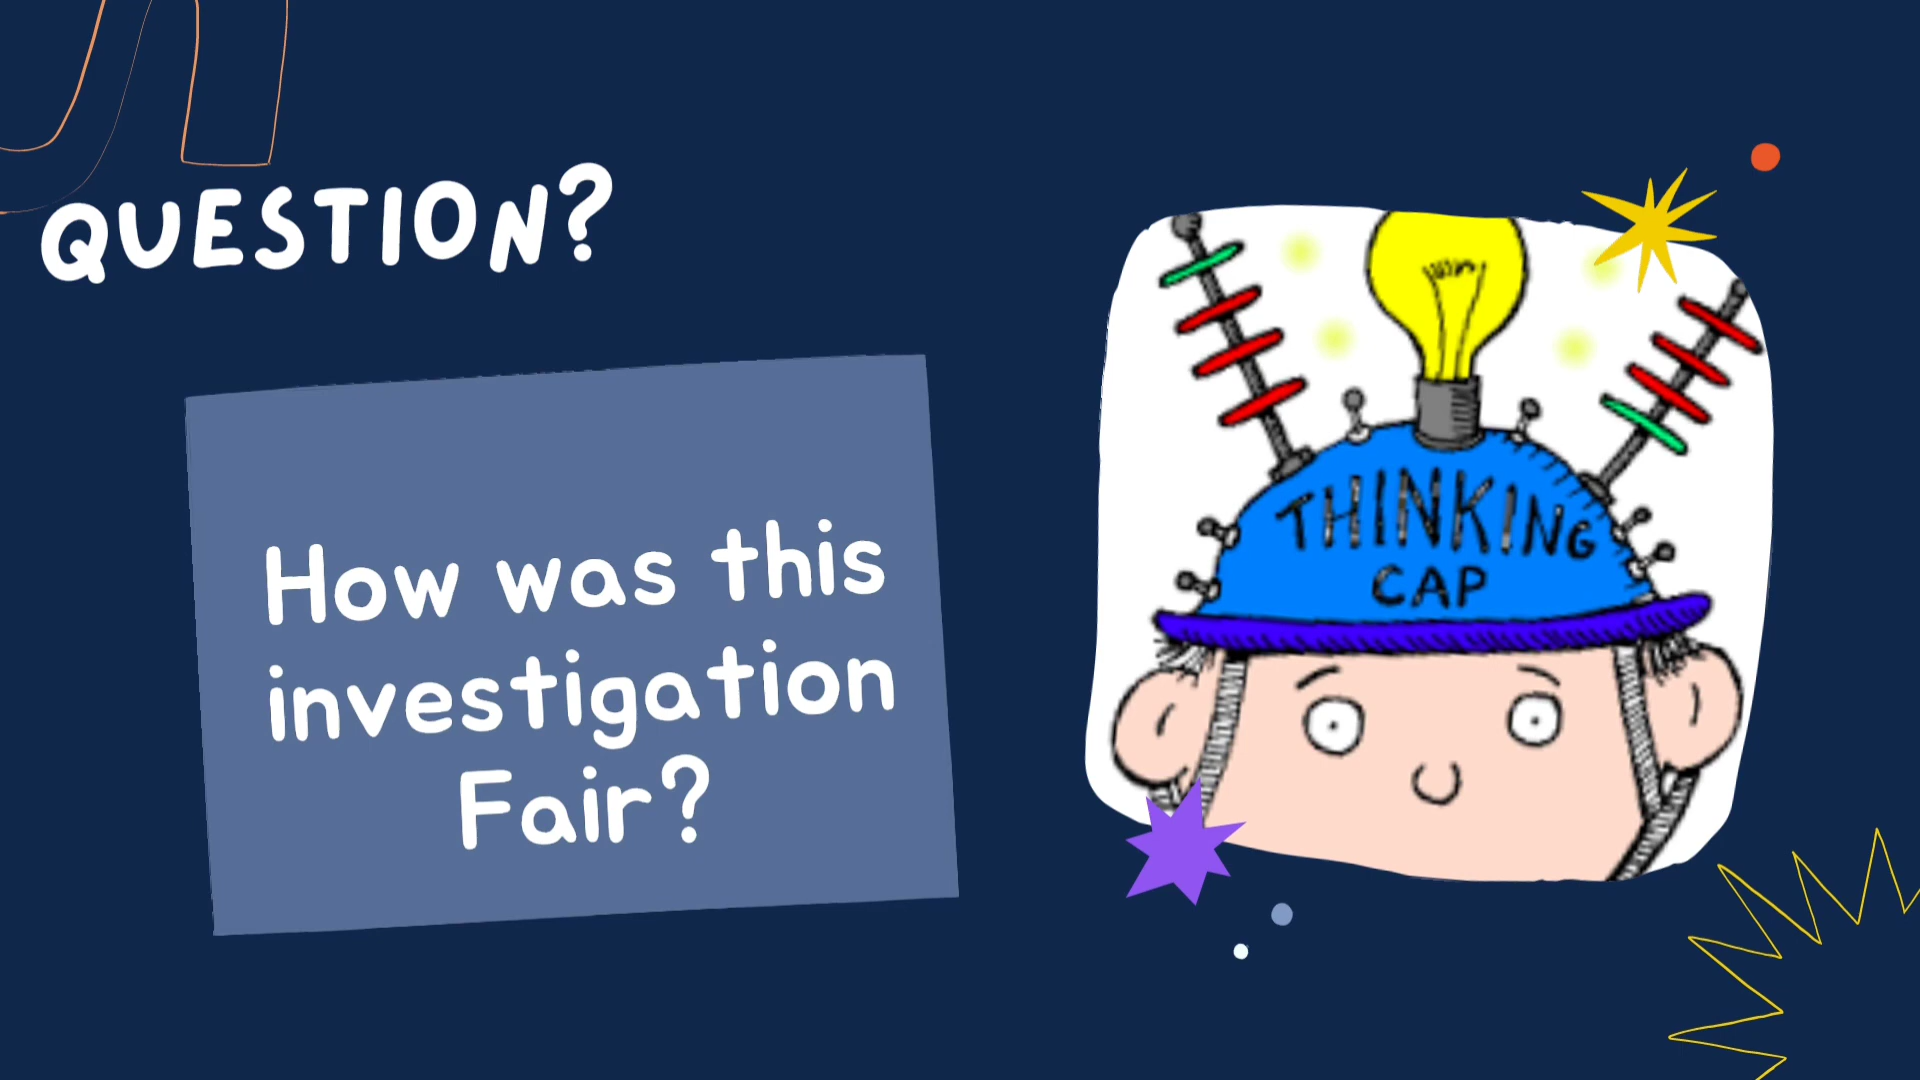 QUESTION?
How was this
investigation
Fair?
THINKING
CAP